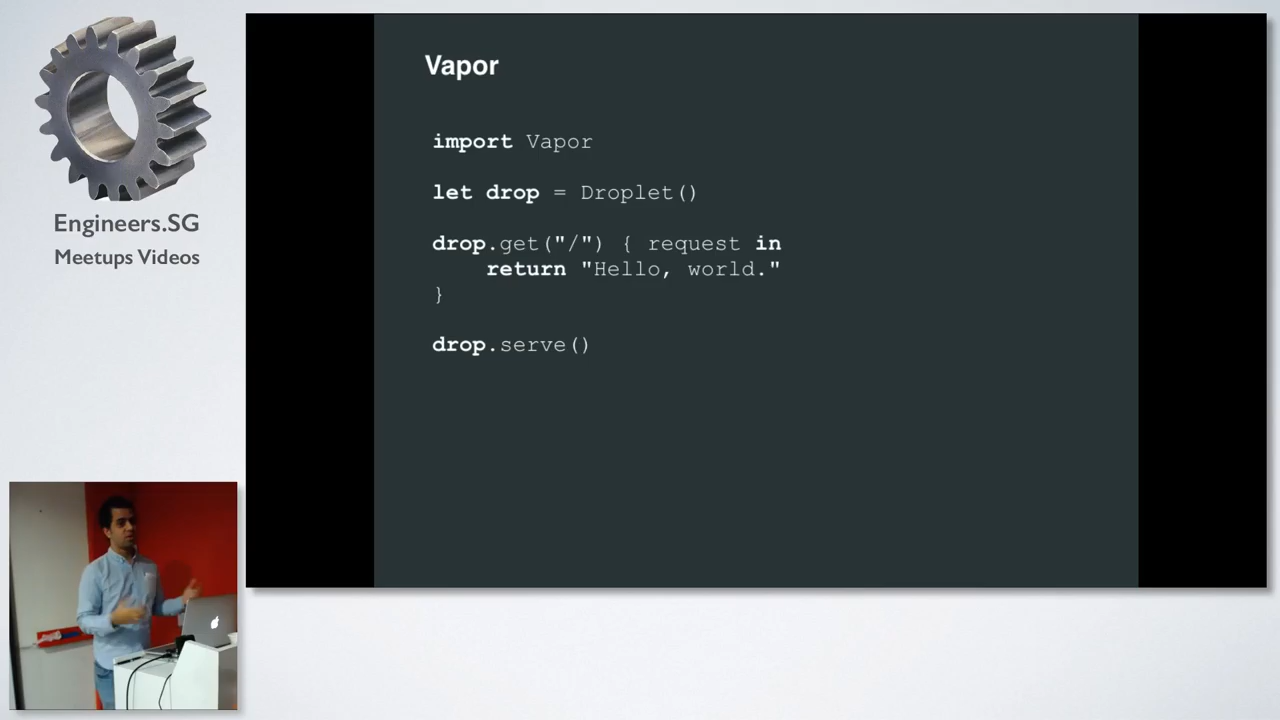 Engineers.SG
Meetups Videos
Vapor
import Vapor
let drop = Droplet()
drop.get("/") { request in
    return "Hello, world."
}
drop.serve()